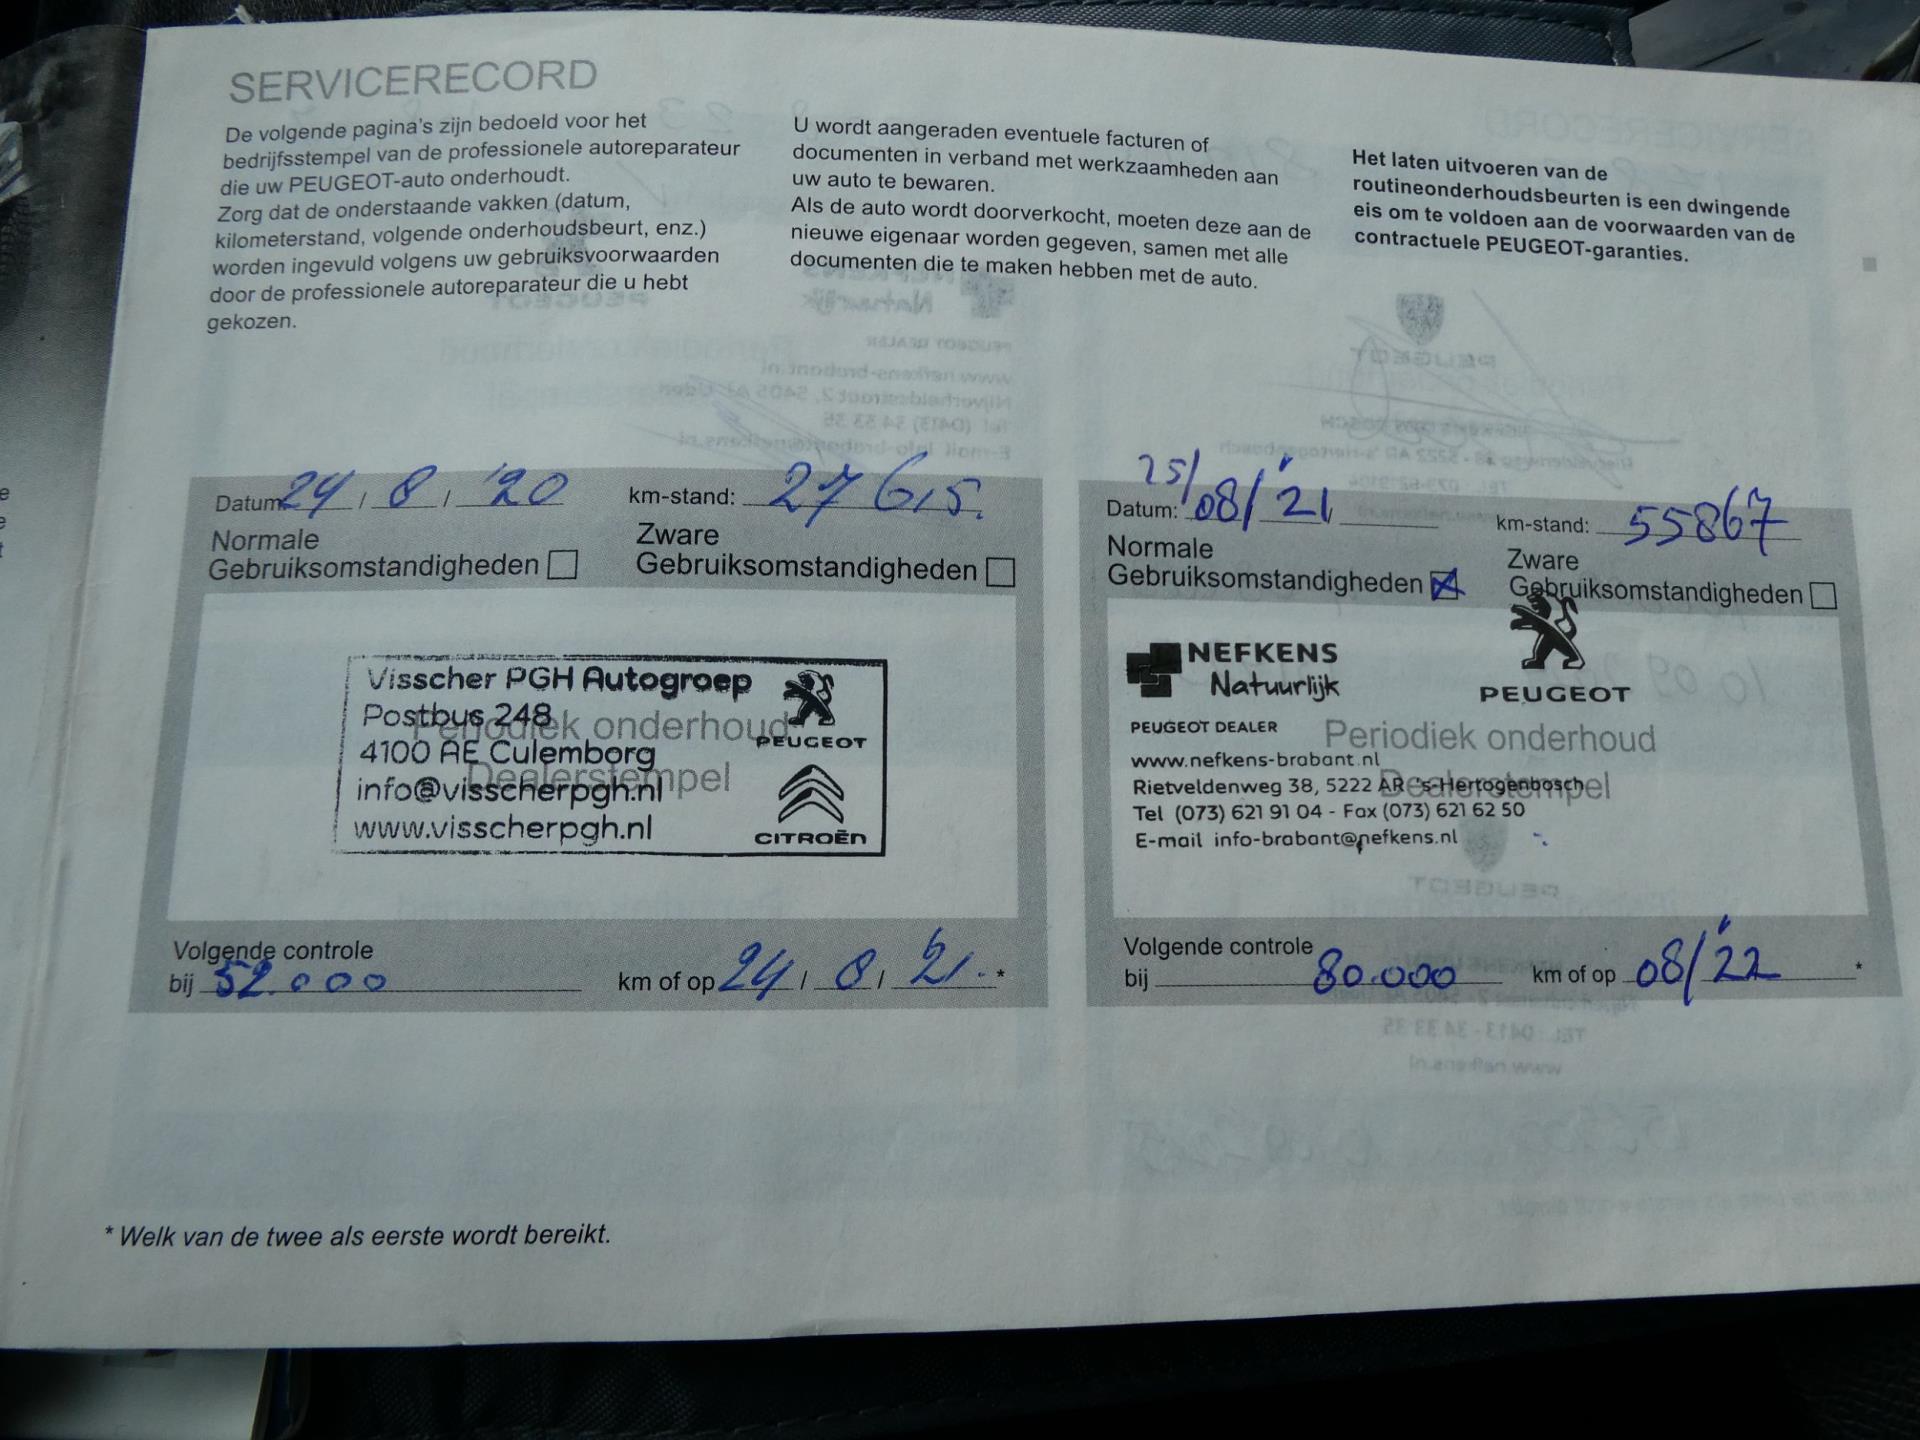 SERVICERECORD
De volgende pagina's zijn bedoeld voor het
bedrijfsstempel van de professionele autoreparateur
die uw PEUGEOT-auto onderhoudt.
Zorg dat de onderstaande vakken (datum,
kilometerstand, volgende onderhoudsbeurt, enz.)
worden ingevuld volgens uw gebruiksvoorwaarden
door de professionele autoreparateur die u hebt
gekozen.
U wordt aangeraden eventuele facturen of
documenten in verband met werkzaamheden aan
uw auto te bewaren.
Als de auto wordt doorverkocht, moeten deze aan de
nieuwe eigenaar worden gegeven, samen met alle
documenten die te maken hebben met de auto.
Het laten uitvoeren van de
routineonderhoudsbeurten is een dwingende
eis om te voldoen aan de voorwaarden van de
contractuele PEUGEOT-garanties.
Datum: 24 / 8 / '20 km-stand: 27615.
Normale
Gebruiksomstandigheden
Zware
Gebruiksomstandigheden
Periodiek onderhoud
Dealerstempel
Visscher PGH Autogroep
Postbus 248
4100 AE Culemborg
info@visscherpgh.nl
www.visscherpgh.nl
PEUGEOT
CITROËN
Volgende controle
bij 52.000 km of op 24 / 8 / '21. *
Datum: 25/08/'21 km-stand: 55867
Normale
Gebruiksomstandigheden
Zware
Gebruiksomstandigheden
NEFKENS
Natuurlijk
PEUGEOT
PEUGEOT DEALER
Periodiek onderhoud
Dealerstempel
www.nefkens-brabant.nl
Rietveldenweg 38, 5222 AR 's-Hertogenbosch
Tel (073) 621 91 04 - Fax (073) 621 62 50
E-mail info-brabant@nefkens.nl
Volgende controle
bij 80.000 km of op 08/'22 *
* Welk van de twee als eerste wordt bereikt.